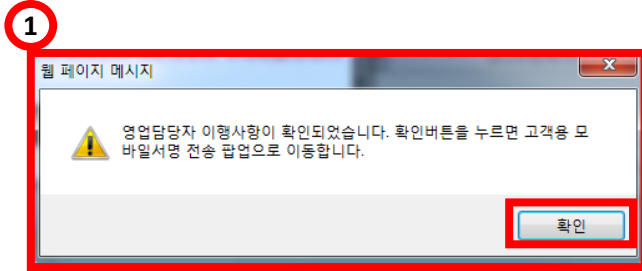 1
웹 페이지 메시지
영업담당자 이행사항이 확인되었습니다. 확인버튼을 누르면 고객용 모
바일서명 전송 팝업으로 이동합니다.
확인